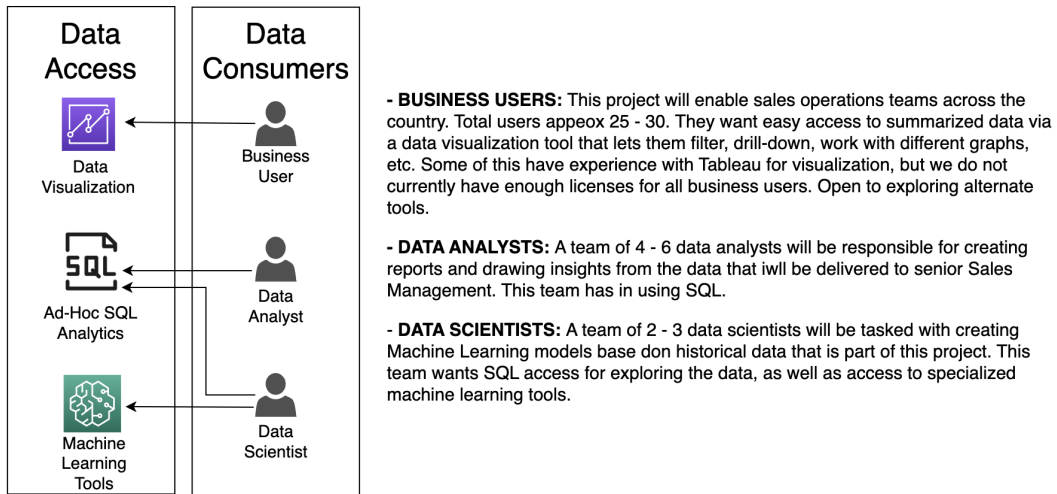 Data
Access
Data
Visualization
SQL
Ad-Hoc SQL
Analytics
Machine
Learning
Tools
Data
Consumers
Business
User
Data
Analyst
Data
Scientist
- BUSINESS USERS: This project will enable sales operations teams across the
country. Total users appeox 25 - 30. They want easy access to summarized data via
a data visualization tool that lets them filter, drill-down, work with different graphs,
etc. Some of this have experience with Tableau for visualization, but we do not
currently have enough licenses for all business users. Open to exploring alternate
tools.
- DATA ANALYSTS: A team of 4 - 6 data analysts will be responsible for creating
reports and drawing insights from the data that iwll be delivered to senior Sales
Management. This team has in using SQL.
- DATA SCIENTISTS: A team of 2 - 3 data scientists will be tasked with creating
Machine Learning models base don historical data that is part of this project. This
team wants SQL access for exploring the data, as well as access to specialized
machine learning tools.